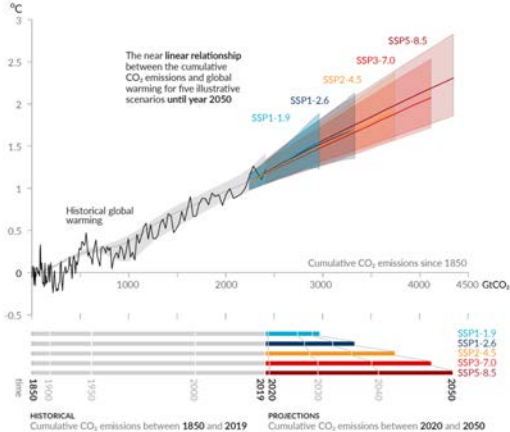 °C
3
SSP5-8.5
The near linear relationship
between the cumulative
CO₂ emissions and global
warming for five illustrative
scenarios until year 2050
SSP3-7.0
2.5
SSP2-4.5
SSP1-2.6
2
SSP1-1.9
1.5
1
Historical global
warming
0.5
Cumulative CO₂ emissions since 1850
0
1000
2000
3000
4000
4500
GtCO₂
-0.5
SSP1-1.9
SSP1-2.6
SSP2-4.5
SSP3-7.0
SSP5-8.5
time
1850
1900
1950
2000
2019
2020
2030
2040
2050
HISTORICAL
Cumulative CO₂ emissions between 1850 and 2019
PROJECTIONS
Cumulative CO₂ emissions between 2020 and 2050